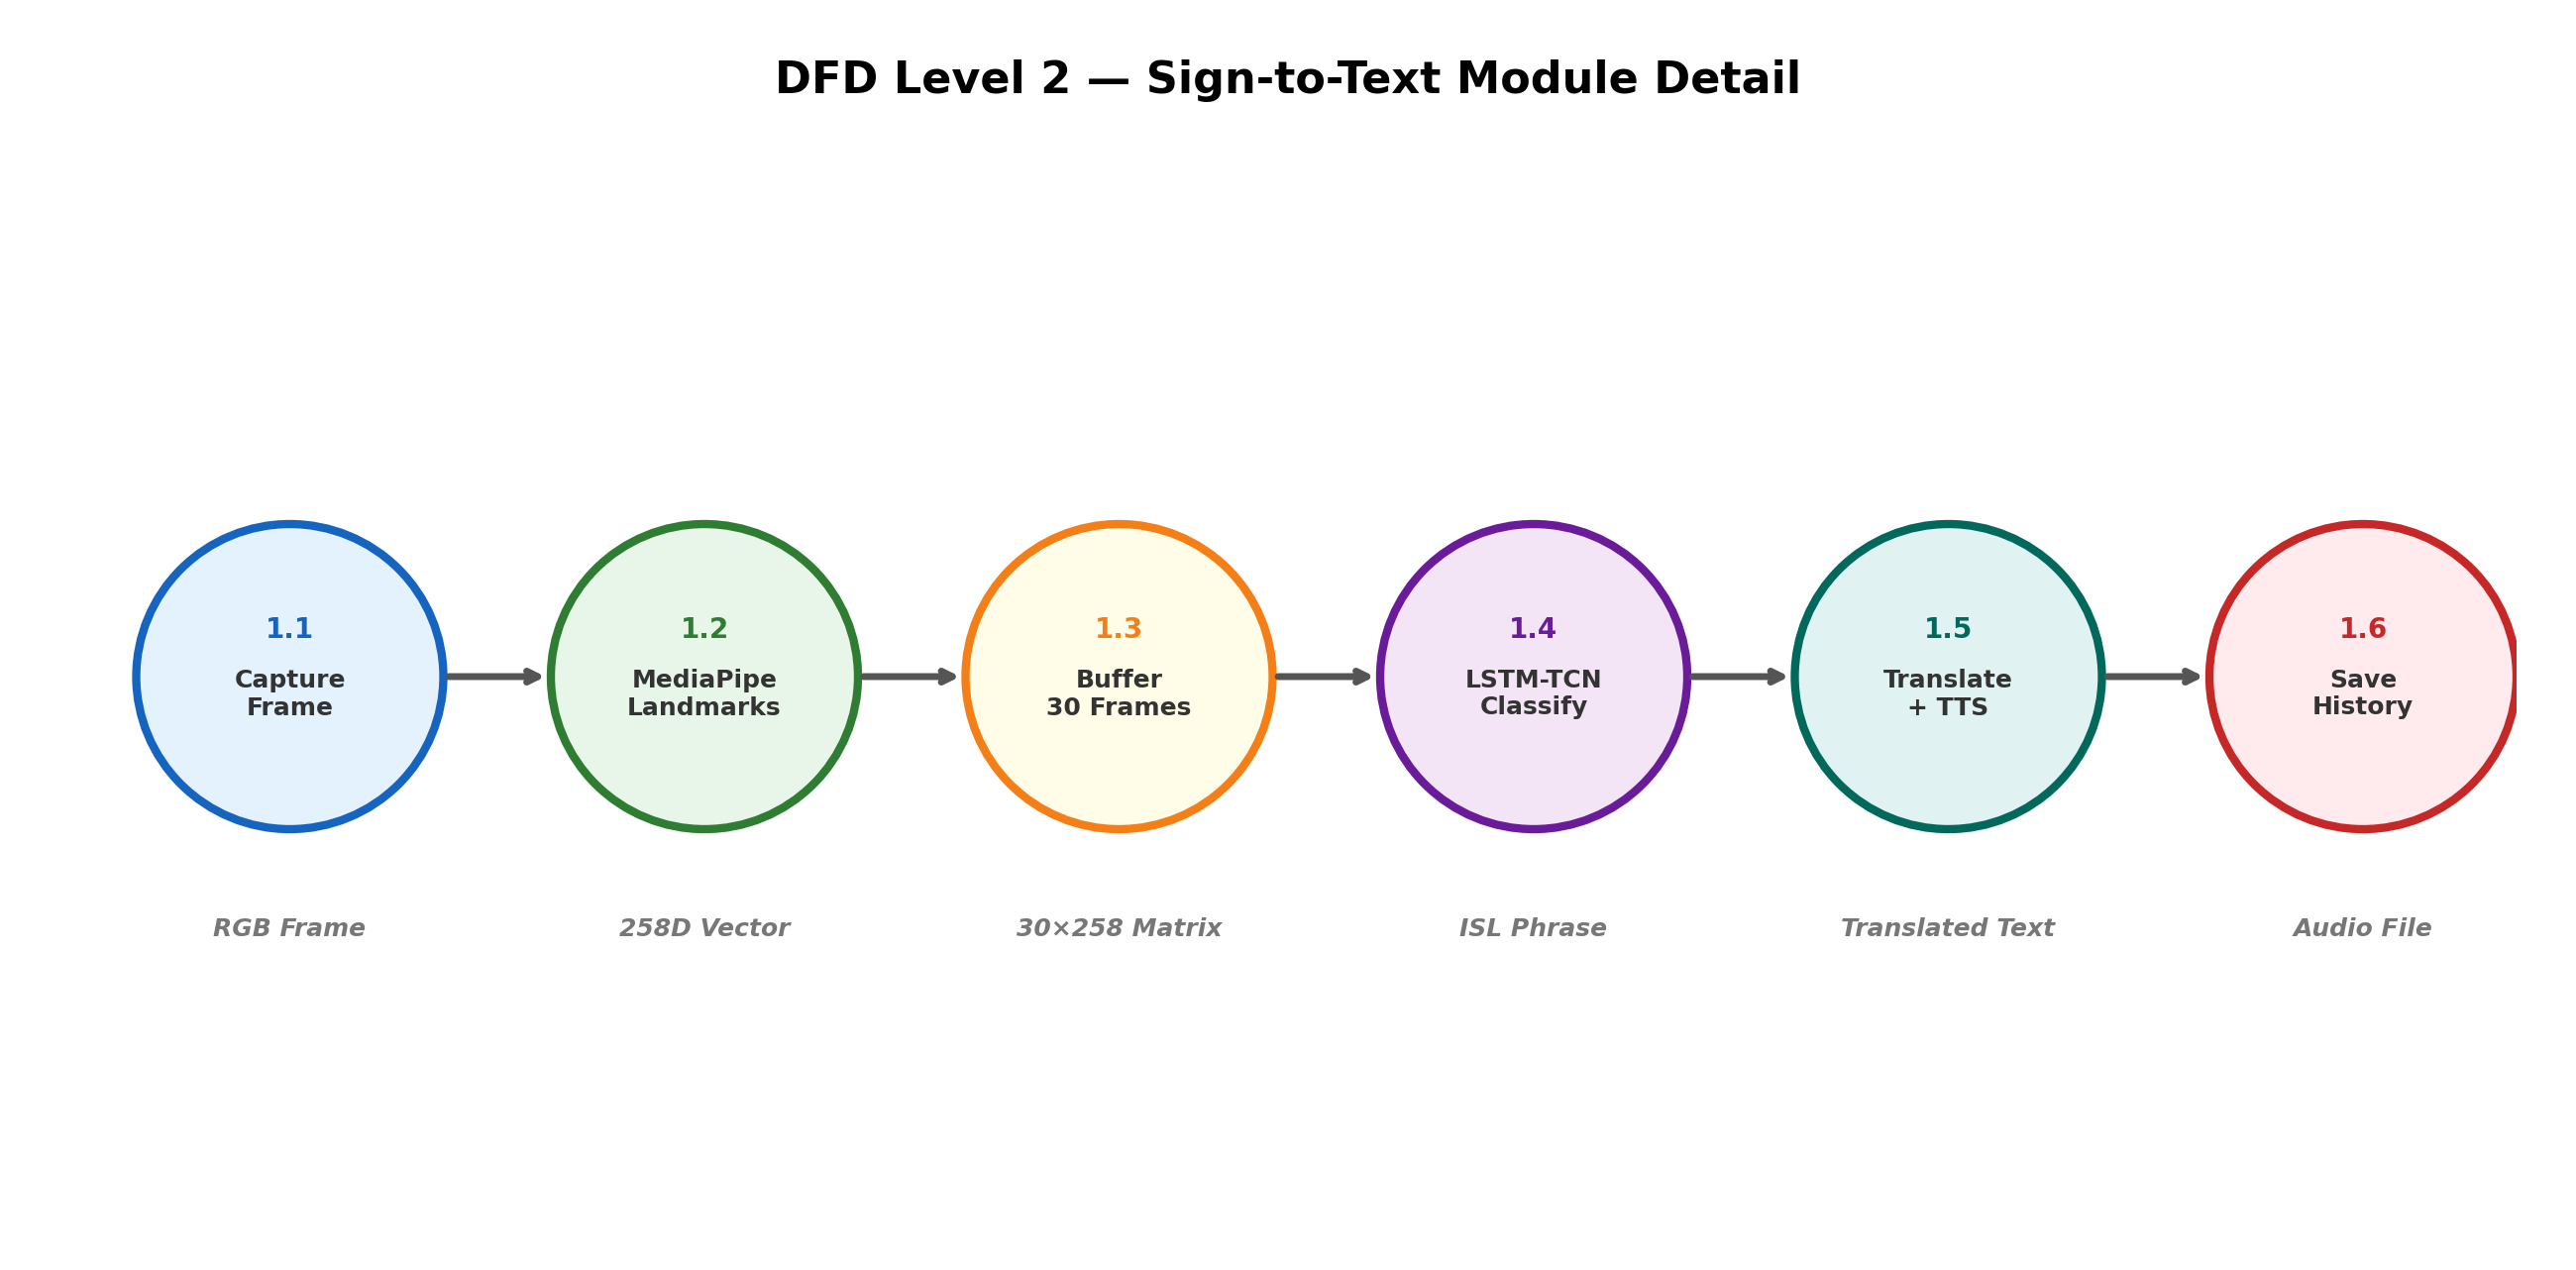 DFD Level 2 — Sign-to-Text Module Detail
1.1
Capture
Frame
1.2
MediaPipe
Landmarks
1.3
Buffer
30 Frames
1.4
LSTM-TCN
Classify
1.5
Translate
+ TTS
1.6
Save
History
RGB Frame
258D Vector
30×258 Matrix
ISL Phrase
Translated Text
Audio File